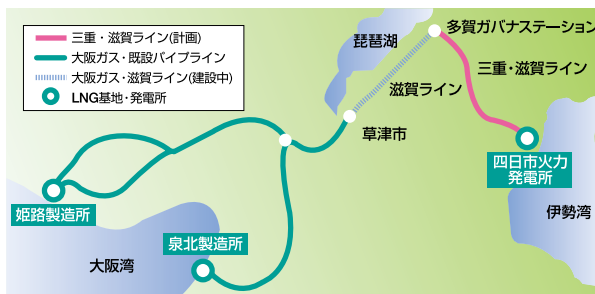 三重・滋賀ライン(計画)
大阪ガス・既設パイプライン
大阪ガス・滋賀ライン(建設中)
LNG基地・発電所
琵琶湖
多賀ガバナステーション
三重・滋賀ライン
滋賀ライン
草津市
四日市火力
発電所
伊勢湾
姫路製造所
泉北製造所
大阪湾